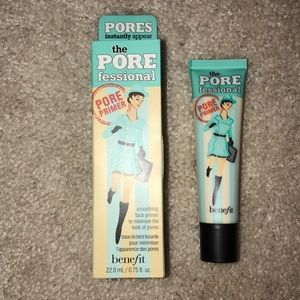 PORES
instantly appear
the
PORE
fessional
PORE
PRIMER
smoothing
face primer
to minimize the
look of pores
base de teint lissante
pour minimiser
l'apparence des pores
benefit
22.0 mL / 0.75 fl. oz.
the
PORE
fessional
PORE
PRIMER
benefit